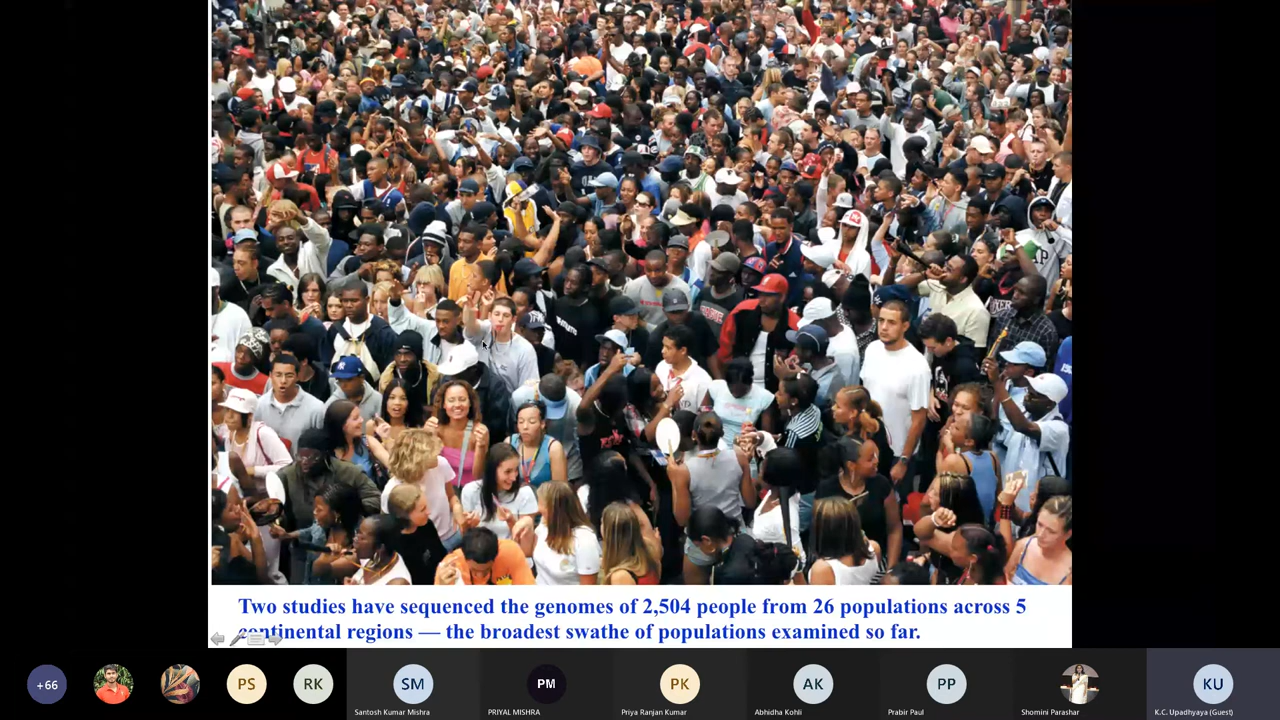 Two studies have sequenced the genomes of 2,504 people from 26 populations across 5
continental regions — the broadest swathe of populations examined so far.
+66
PS
RK
SM
PM
PK
AK
PP
KU
Santosh Kumar Mishra
PRIYAL MISHRA
Priya Ranjan Kumar
Abhidha Kohli
Prabir Paul
Shomini Parashar
K.C. Upadhyaya (Guest)